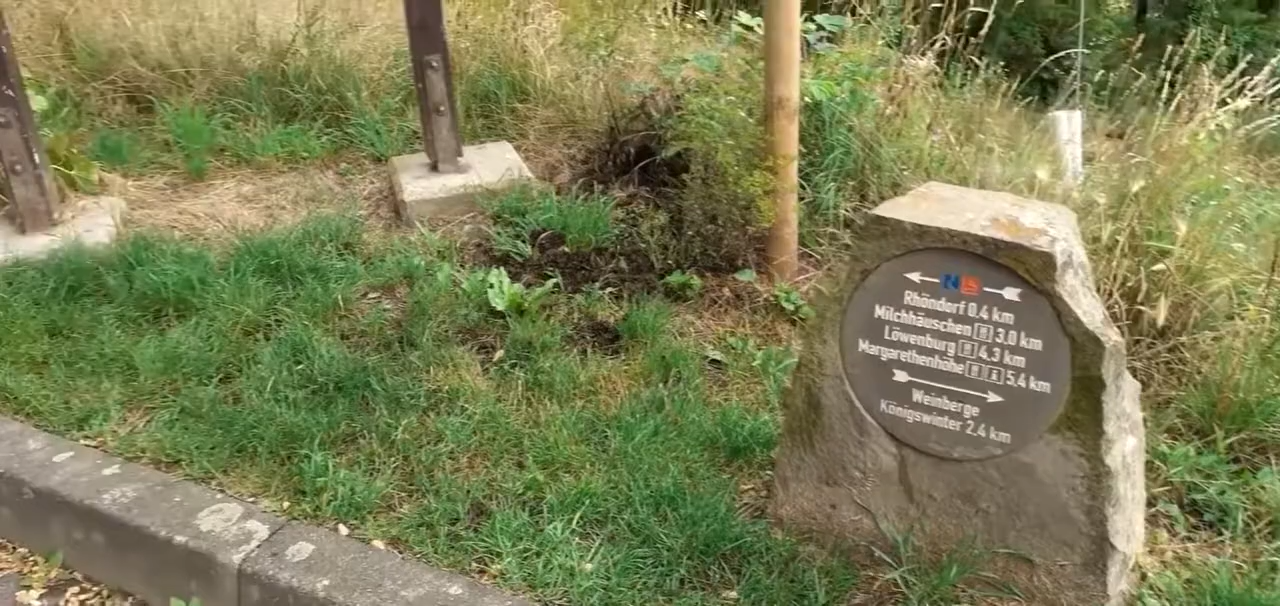 Rhöndorf 0,4 km
Milchhäuschen 3,0 km
Löwenburg 4,3 km
Margarethenhöhe 5,4 km
Weinberge
Königswinter 2,4 km